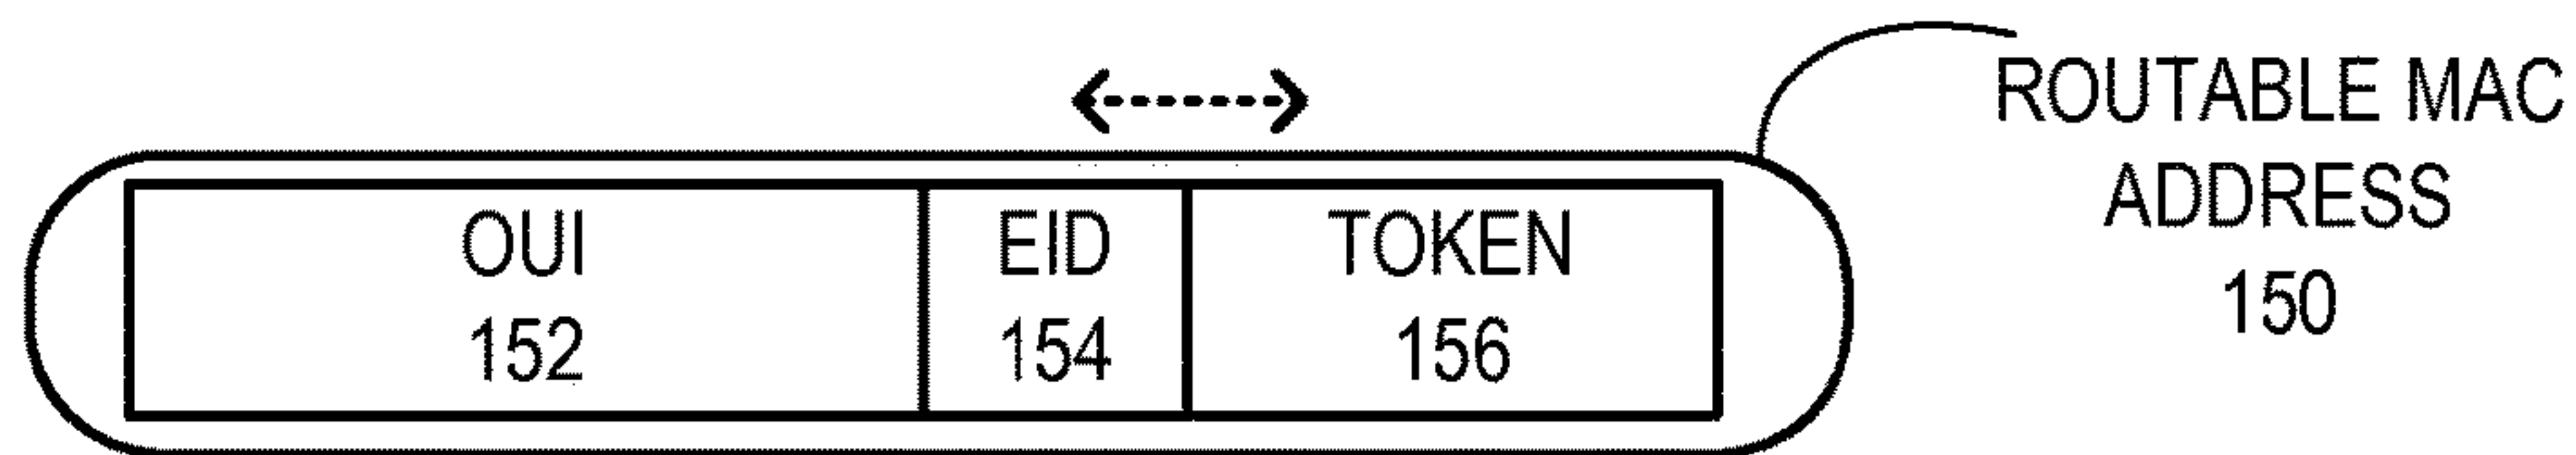 ROUTABLE MAC
ADDRESS
150
OUI
152
EID
154
TOKEN
156